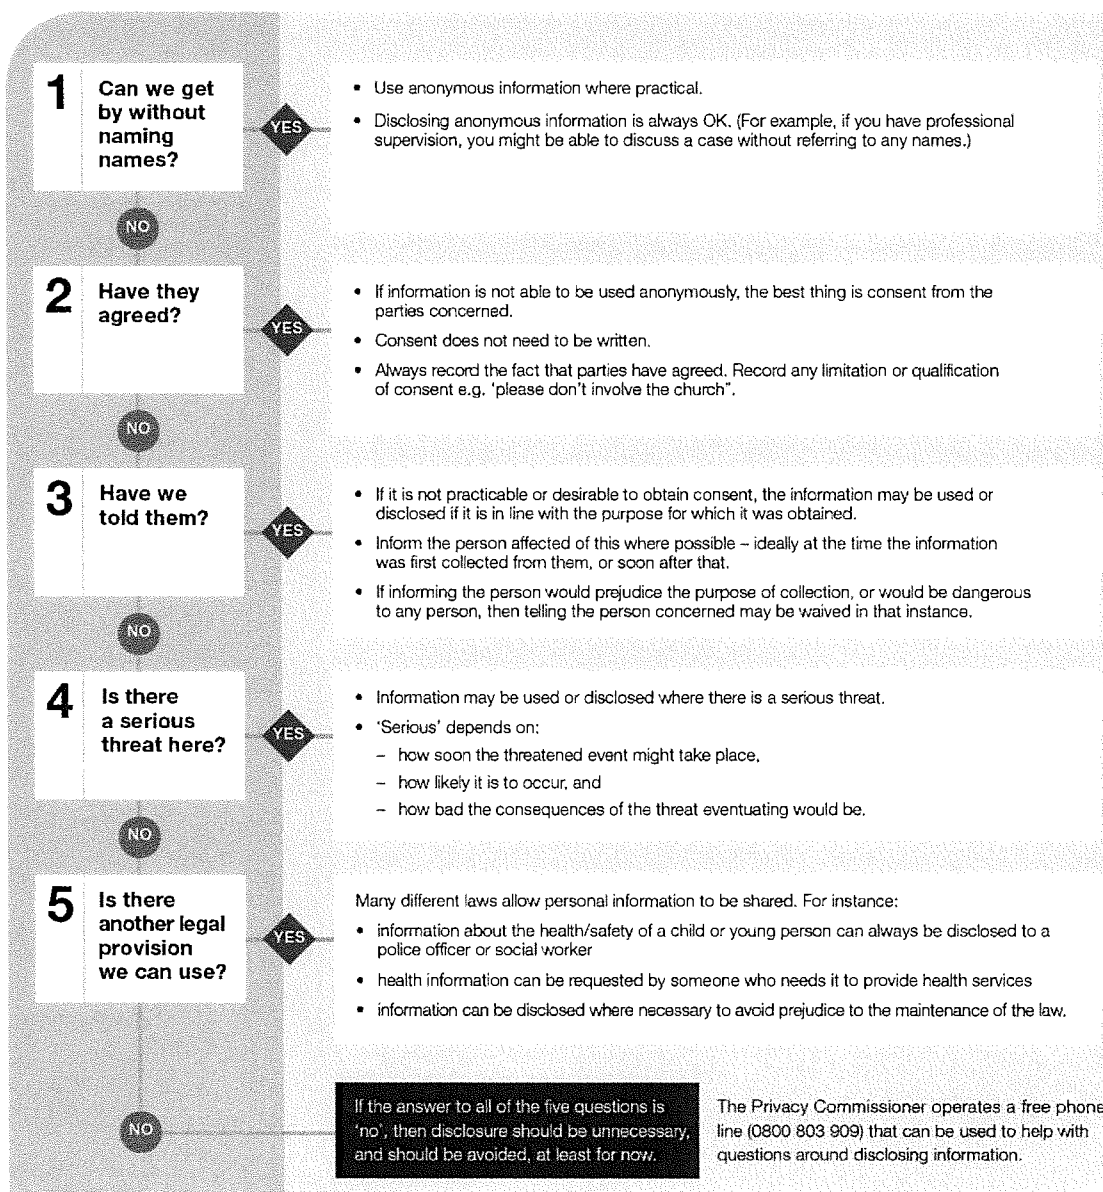 1
Can we get
by without
naming
names?
YES
• Use anonymous information where practical.
• Disclosing anonymous information is always OK. (For example, if you have professional
supervision, you might be able to discuss a case without referring to any names.)
NO
2
Have they
agreed?
YES
• If information is not able to be used anonymously, the best thing is consent from the
parties concerned.
• Consent does not need to be written.
• Always record the fact that parties have agreed. Record any limitation or qualification
of consent e.g. 'please don't involve the church".
NO
3
Have we
told them?
YES
• If it is not practicable or desirable to obtain consent, the information may be used or
disclosed if it is in line with the purpose for which it was obtained.
• Inform the person affected of this where possible – ideally at the time the information
was first collected from them, or soon after that.
• If informing the person would prejudice the purpose of collection, or would be dangerous
to any person, then telling the person concerned may be waived in that instance.
NO
4
Is there
a serious
threat here?
YES
• Information may be used or disclosed where there is a serious threat.
• 'Serious' depends on:
– how soon the threatened event might take place,
– how likely it is to occur, and
– how bad the consequences of the threat eventuating would be.
NO
5
Is there
another legal
provision
we can use?
YES
Many different laws allow personal information to be shared. For instance:
• information about the health/safety of a child or young person can always be disclosed to a
police officer or social worker
• health information can be requested by someone who needs it to provide health services
• information can be disclosed where necessary to avoid prejudice to the maintenance of the law.
NO
If the answer to all of the five questions is
'no', then disclosure should be unnecessary,
and should be avoided, at least for now.
The Privacy Commissioner operates a free phone
line (0800 803 909) that can be used to help with
questions around disclosing information.